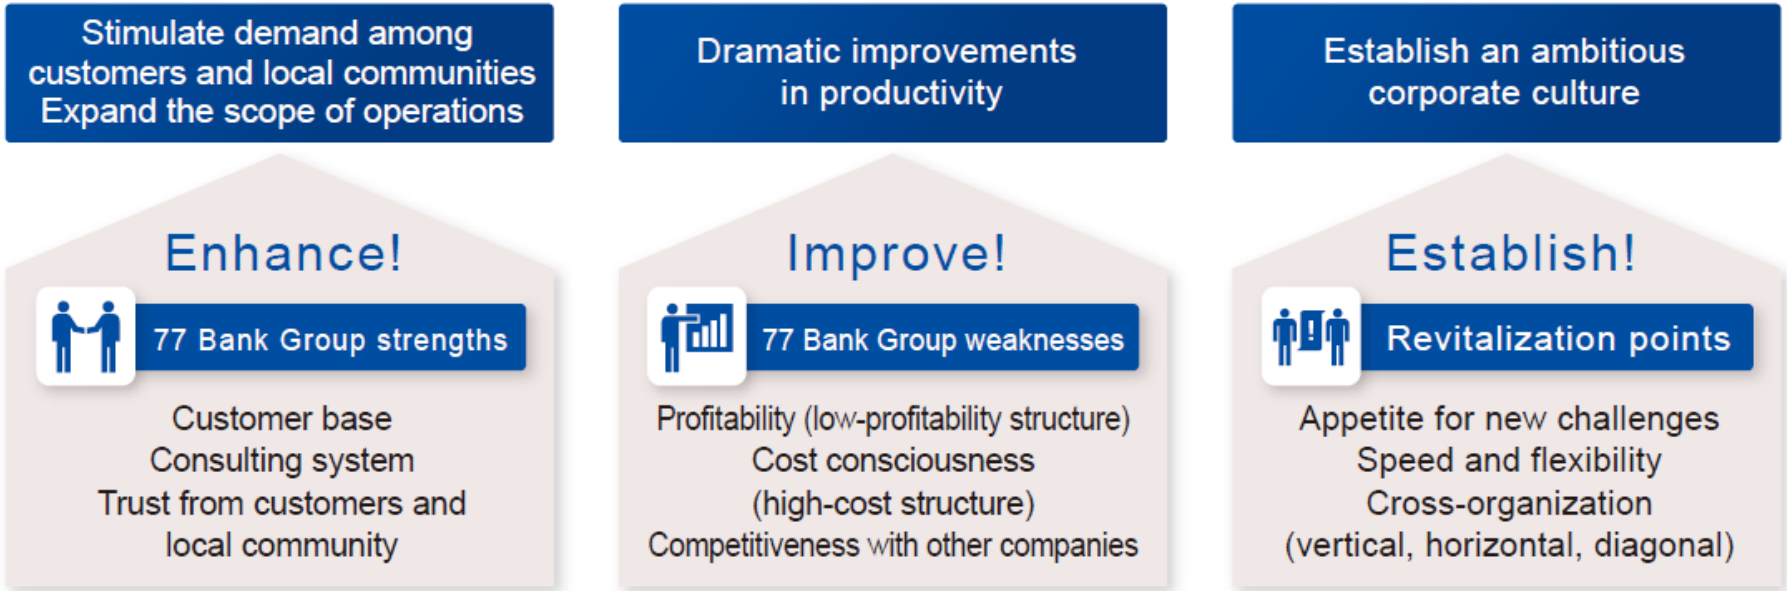 Stimulate demand among
customers and local communities
Expand the scope of operations
Enhance!
77 Bank Group strengths
Customer base
Consulting system
Trust from customers and
local community
Dramatic improvements
in productivity
Improve!
77 Bank Group weaknesses
Profitability (low-profitability structure)
Cost consciousness
(high-cost structure)
Competitiveness with other companies
Establish an ambitious
corporate culture
Establish!
!
Revitalization points
Appetite for new challenges
Speed and flexibility
Cross-organization
(vertical, horizontal, diagonal)